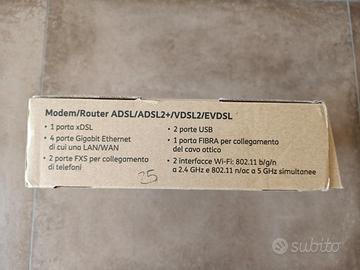 Modem/Router ADSL/ADSL2+/VDSL2/EVDSL
• 1 porta xDSL
• 4 porte Gigabit Ethernet
di cui una LAN/WAN
• 2 porte FXS per collegamento
di telefoni
• 2 porte USB
• 1 porta FIBRA per collegamento
del cavo ottico
• 2 interfacce Wi-Fi: 802.11 b/g/n
a 2.4 GHz e 802.11 n/ac a 5 GHz simultanee
35
subito